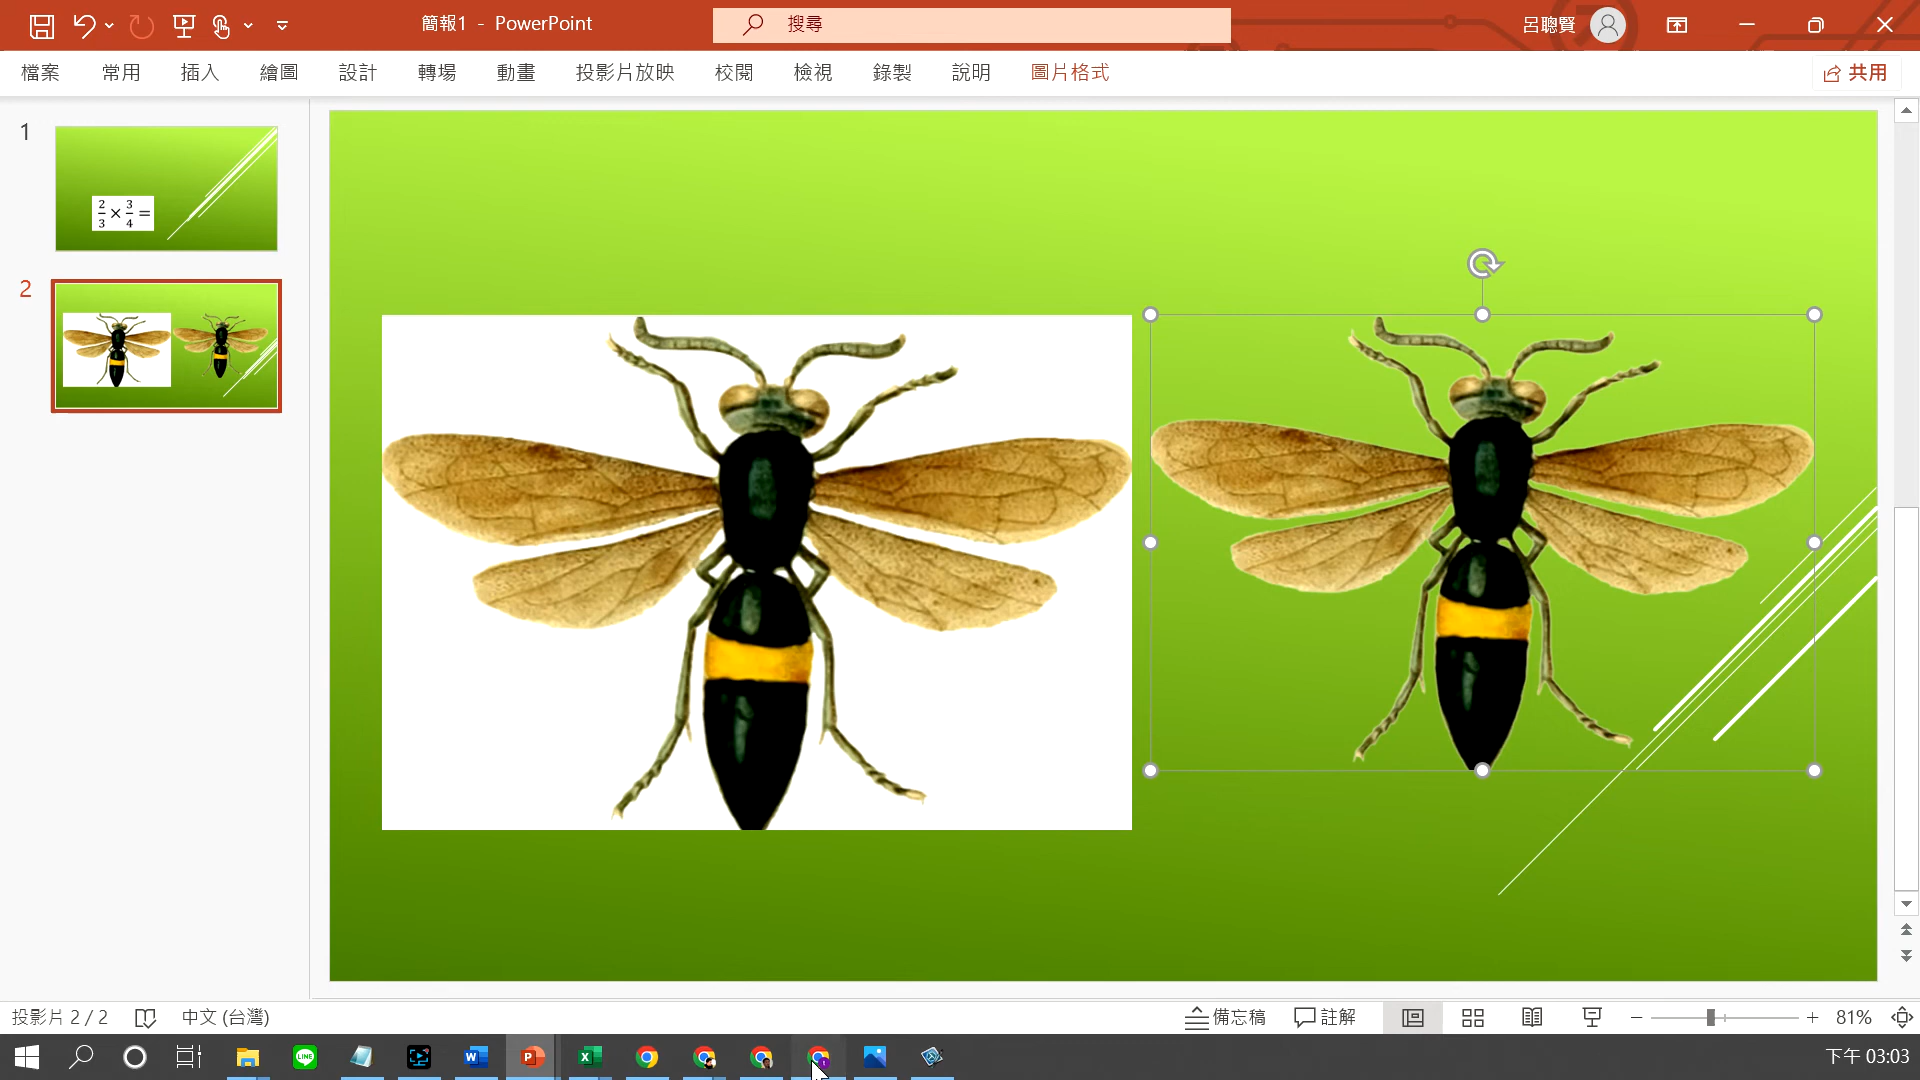 簡報1 - PowerPoint
搜尋
呂聰賢
檔案 常用 插入 繪圖 設計 轉場 動畫 投影片放映 校閱 檢視 錄製 說明 圖片格式
共用
1
2/3 × 3/4 =
2
投影片 2 / 2
中文 (台灣)
備忘稿
註解
81%
LINE
下午 03:03